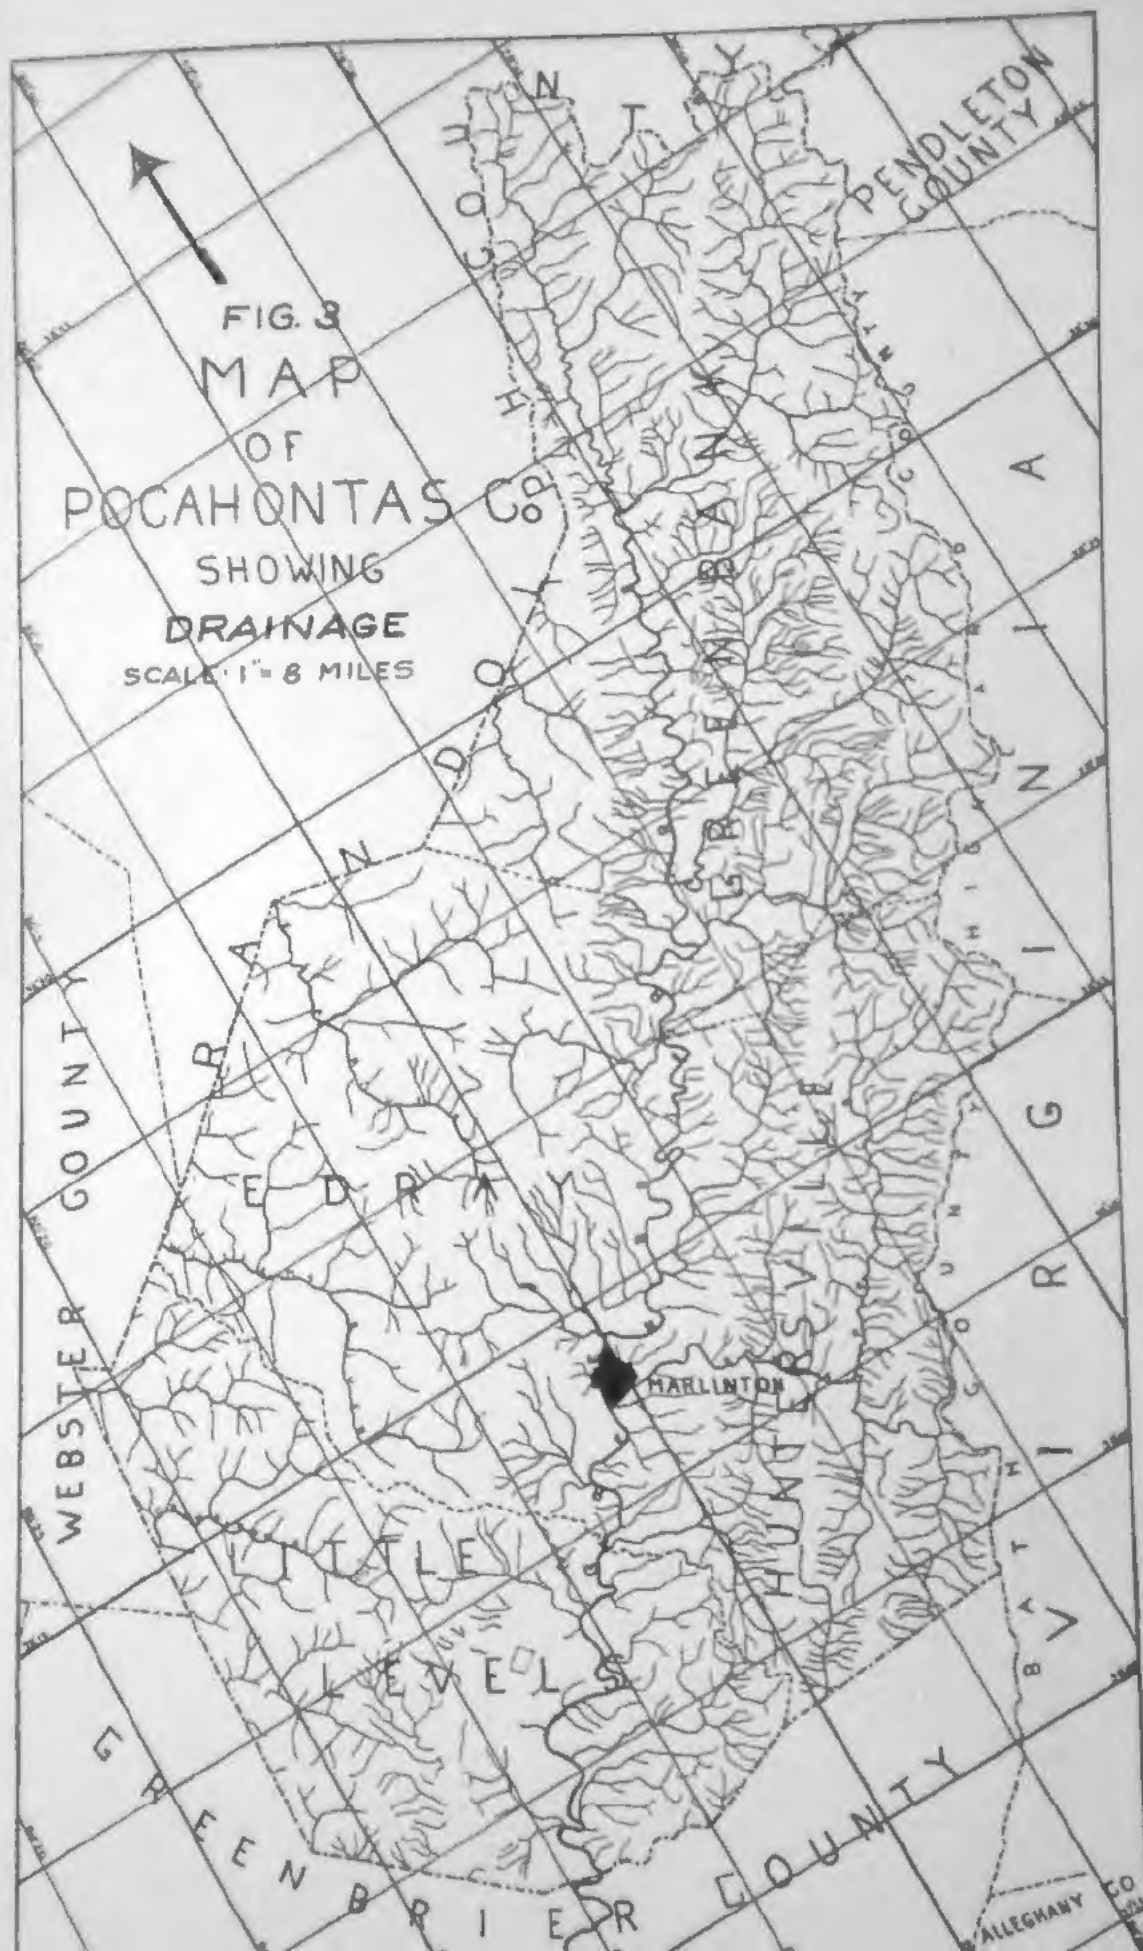 FIG. 3
MAP
OF
POCAHONTAS CO.
SHOWING
DRAINAGE
SCALE: 1" = 8 MILES
PENDLETON
COUNTY
RANDOLPH COUNTY
GREENBANK
HIGHLAND COUNTY
VIRGINIA
WEBSTER COUNTY
EDRAY
HUNTERSVILLE
MARLINTON
LITTLE
LEVELS
BATH COUNTY
GREENBRIER COUNTY
ALLEGHANY CO